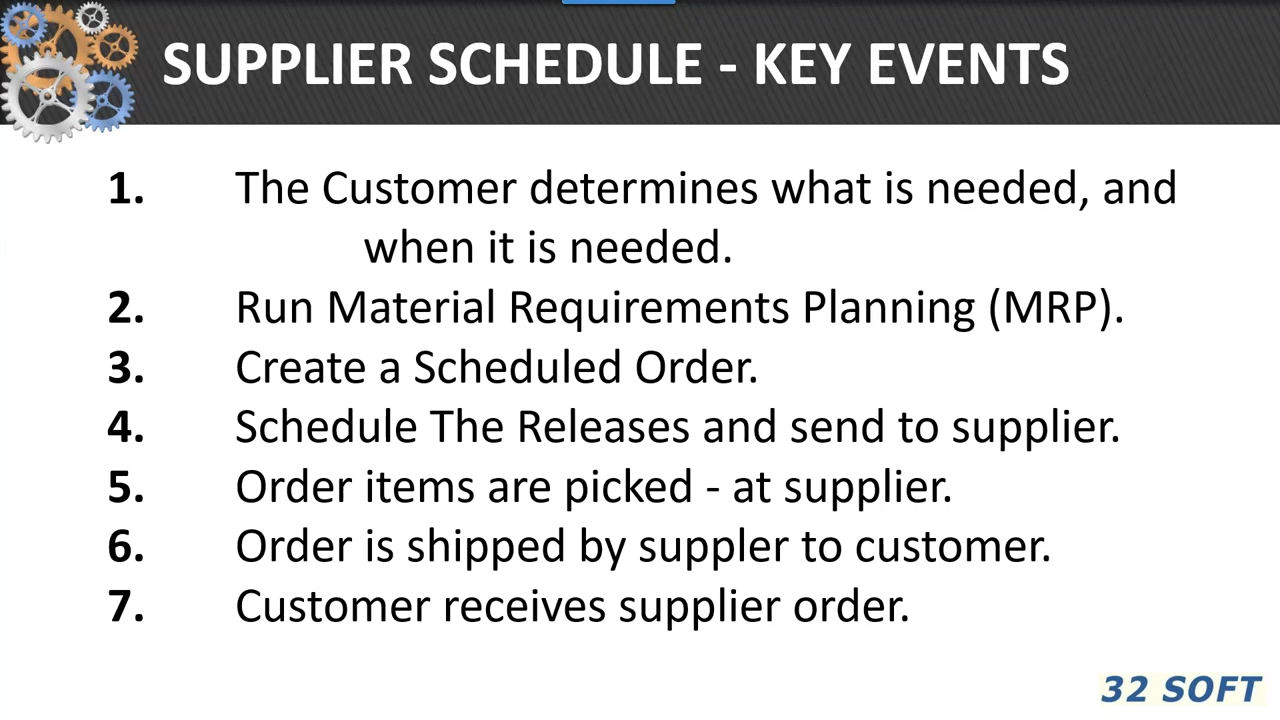 SUPPLIER SCHEDULE - KEY EVENTS
1. The Customer determines what is needed, and
when it is needed.
2. Run Material Requirements Planning (MRP).
3. Create a Scheduled Order.
4. Schedule The Releases and send to supplier.
5. Order items are picked - at supplier.
6. Order is shipped by suppler to customer.
7. Customer receives supplier order.
32 SOFT